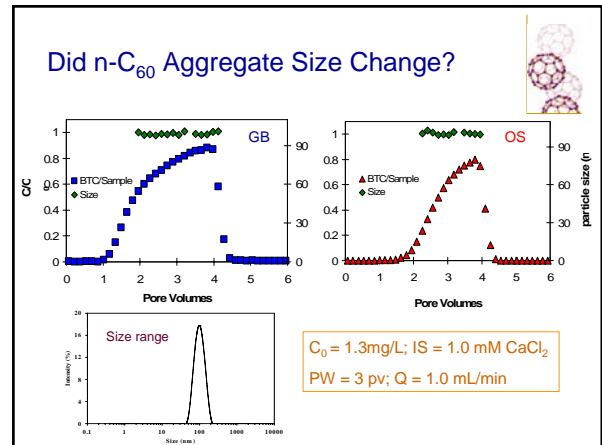 Did n-C60 Aggregate Size Change?
GB
1
0.8
0.6
0.4
0.2
0
C/C
BTC/Sample
Size
90
60
30
0
0 1 2 3 4 5 6
Pore Volumes
OS
1
0.8
0.6
0.4
0.2
0
BTC/Sample
Size
90
60
30
0
particle size (n
0 1 2 3 4 5 6
Pore Volumes
Size range
20
16
12
8
4
0
Intensity (%)
0.1 1 10 100 1000 10000
Size (nm)
C0 = 1.3mg/L; IS = 1.0 mM CaCl2
PW = 3 pv; Q = 1.0 mL/min